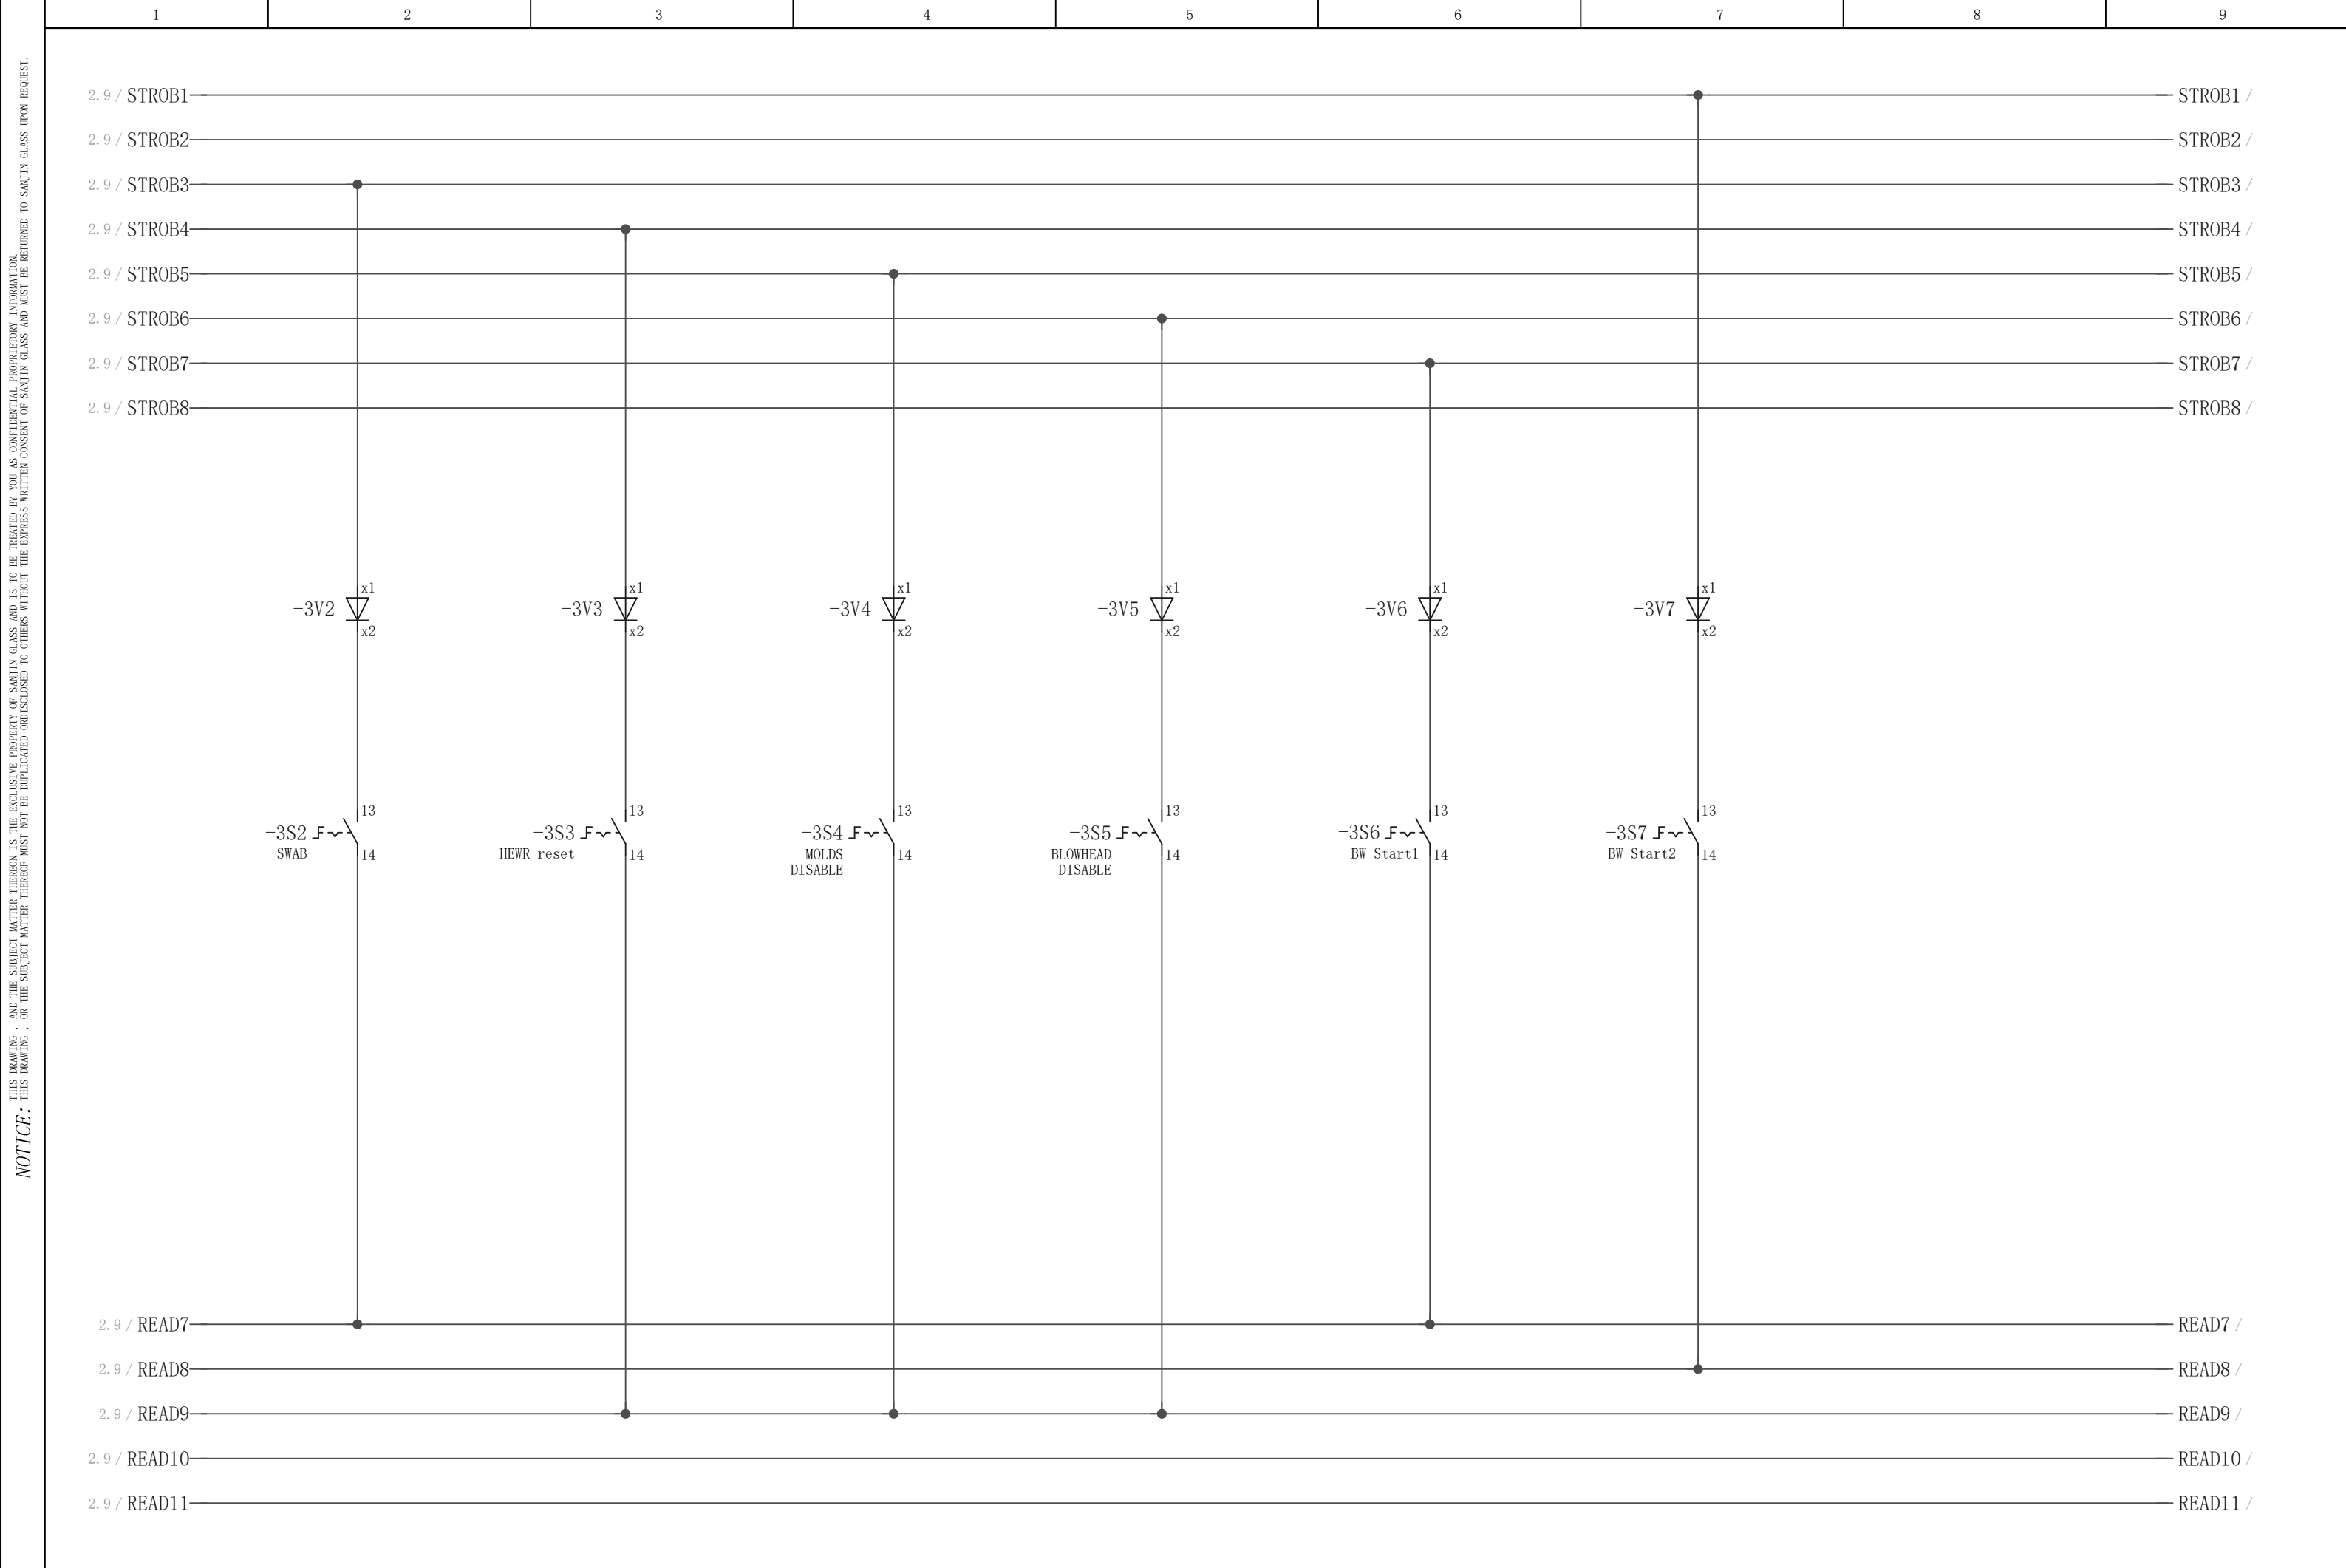 1 2 3 4 5 6 7 8 9
2.9 / STROB1 STROB1 /
2.9 / STROB2 STROB2 /
2.9 / STROB3 STROB3 /
2.9 / STROB4 STROB4 /
2.9 / STROB5 STROB5 /
2.9 / STROB6 STROB6 /
2.9 / STROB7 STROB7 /
2.9 / STROB8 STROB8 /
x1 x1 x1 x1 x1 x1
-3V2 -3V3 -3V4 -3V5 -3V6 -3V7
x2 x2 x2 x2 x2 x2
13 13 13 13 13 13
-3S2 -3S3 -3S4 -3S5 -3S6 -3S7
SWAB 14 HEWR reset 14 MOLDS 14 BLOWHEAD 14 BW Start1 14 BW Start2 14
DISABLE DISABLE
2.9 / READ7 READ7 /
2.9 / READ8 READ8 /
2.9 / READ9 READ9 /
2.9 / READ10 READ10 /
2.9 / READ11 READ11 /
NOTICE:
THIS DRAWING , AND THE SUBJECT MATTER THEREON IS THE EXCLUSIVE PROPERTY OF SANJIN GLASS AND IS TO BE TREATED BY YOU AS CONFIDENTIAL PROPRIETORY INFORMATION.
THIS DRAWING , OR THE SUBJECT MATTER THEREOF MUST NOT BE DUPLICATED ORDISCLOSED TO OTHERS WITHOUT THE EXPRESS WRITTEN CONSENT OF SANJIN GLASS AND MUST BE RETURNED TO SANJIN GLASS UPON REQUEST.